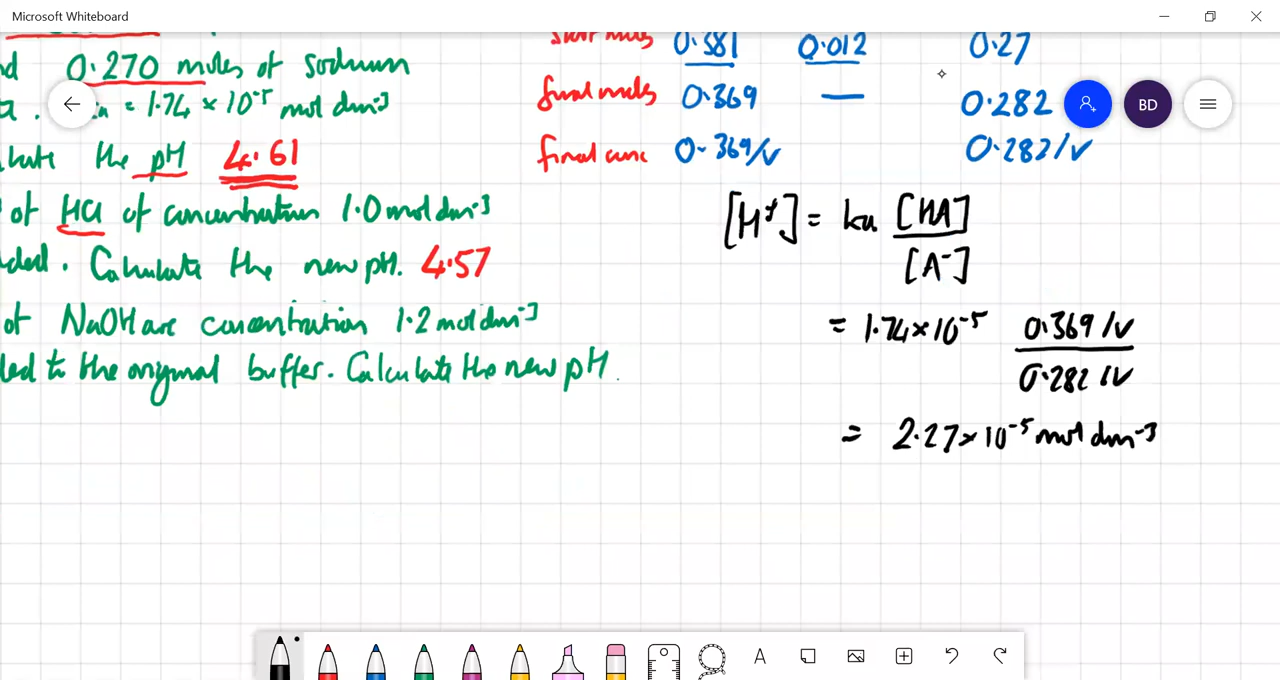 Microsoft Whiteboard
0.270 moles of sodium
= 1.74 × 10⁻⁵ mol dm⁻³
the pH 4.61
of HCl of concentration 1.0 mol dm⁻³
. Calculate the new pH. 4.57
of NaOH are concentration 1.2 mol dm⁻³
to the original buffer. Calculate the new pH.
start moles 0.381 0.012 0.27
final moles 0.369 — 0.282
final conc 0.369/v 0.282/v
BD
[H⁺] = ka [HA]
[A⁻]
= 1.74×10⁻⁵ 0.369/v
0.282/v
= 2.27×10⁻⁵ mol dm⁻³
A